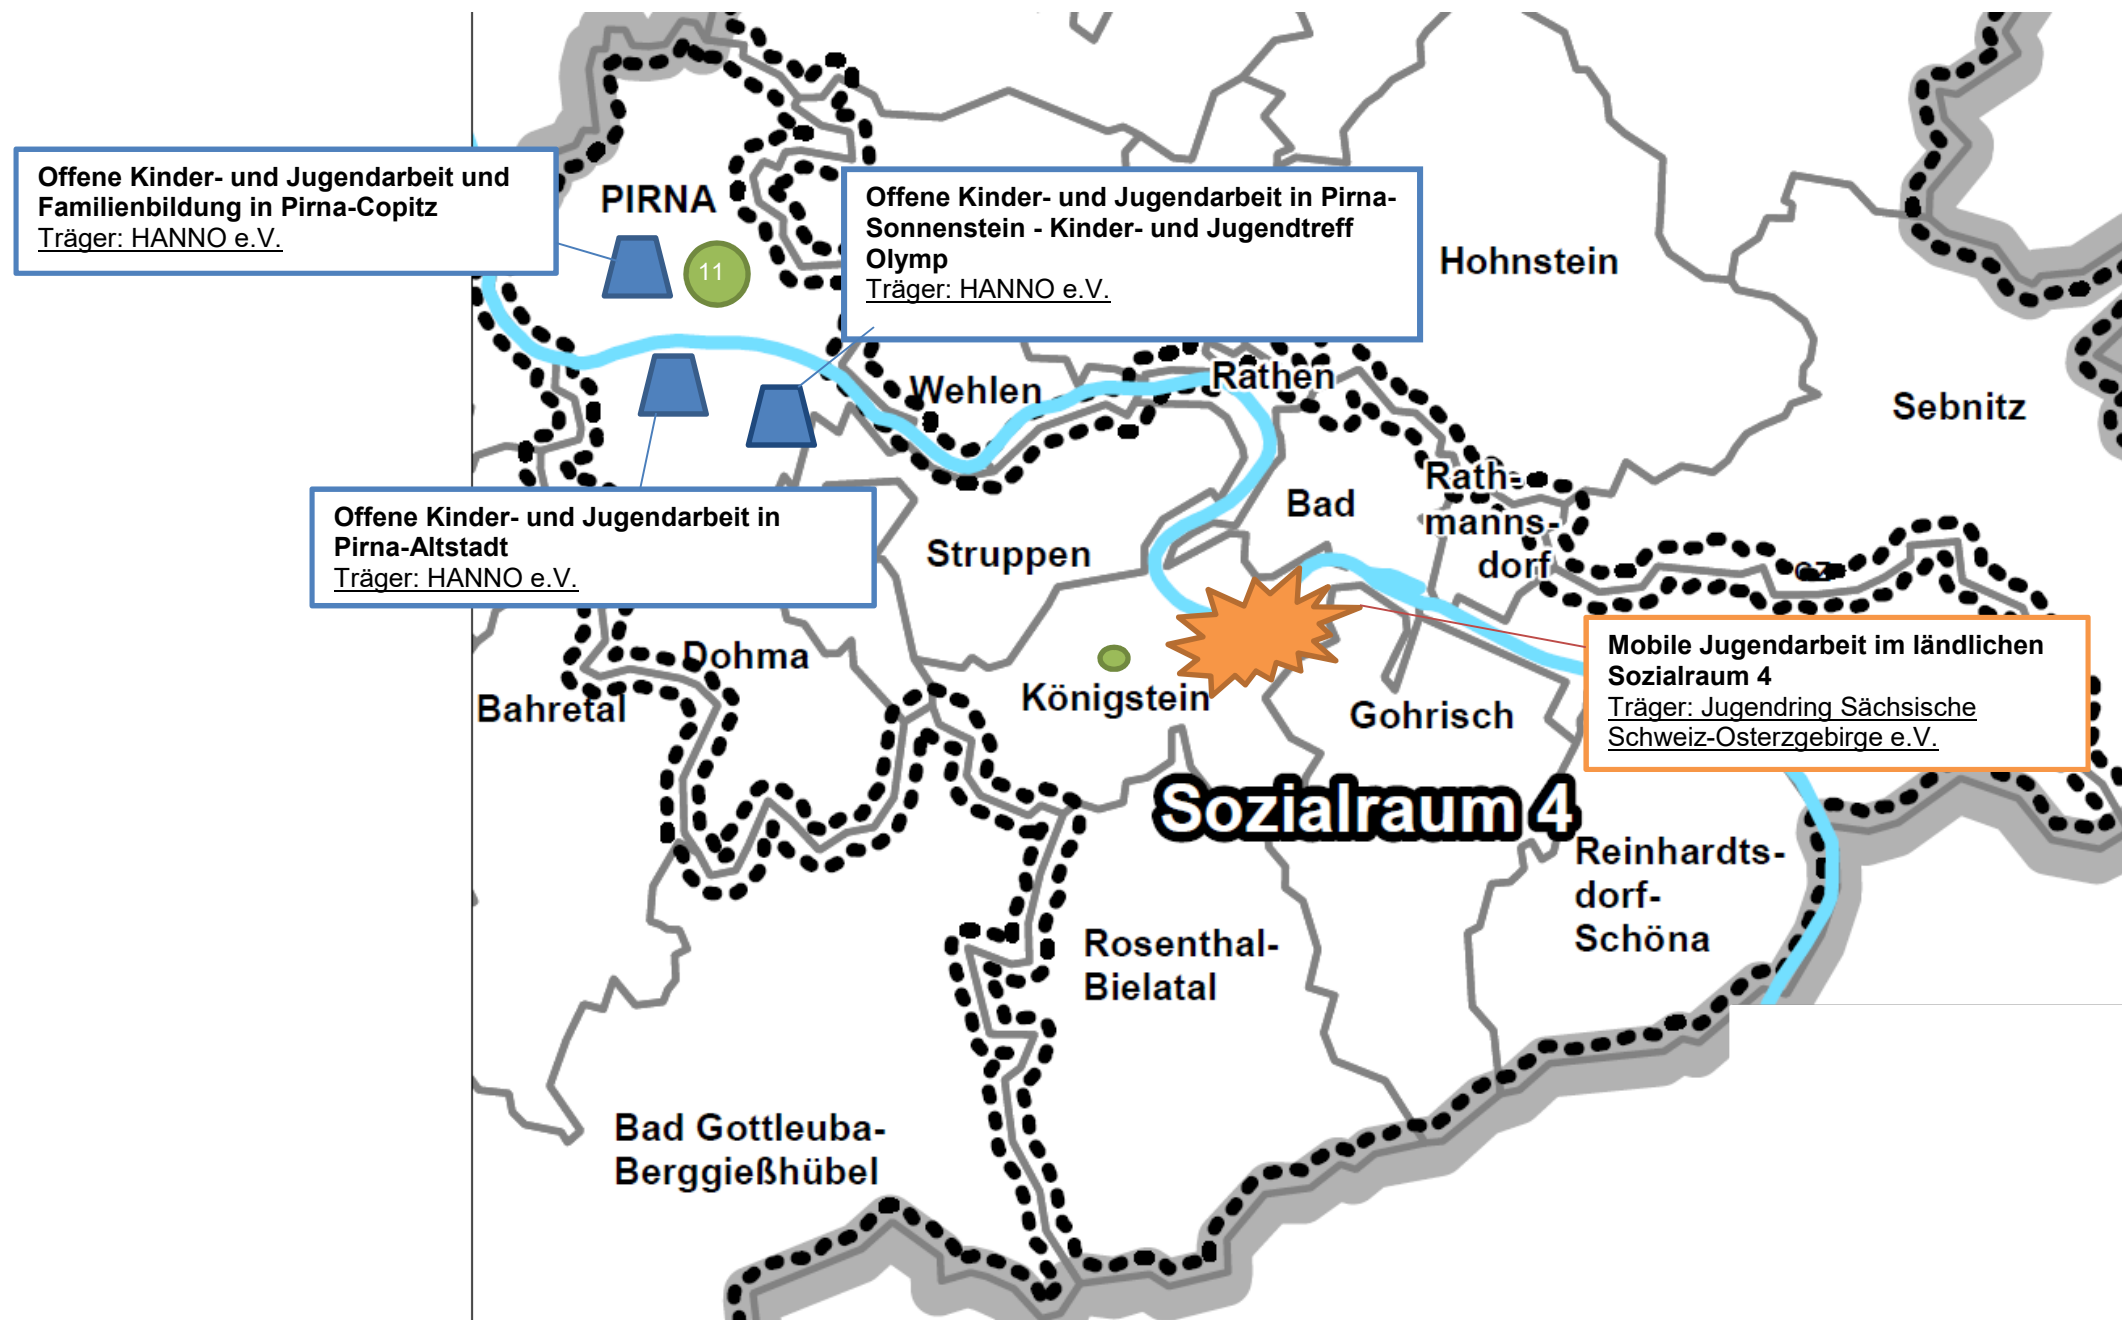 Offene Kinder- und Jugendarbeit und
Familienbildung in Pirna-Copitz
Träger: HANNO e.V.
PIRNA
11
Offene Kinder- und Jugendarbeit in Pirna-
Sonnenstein - Kinder- und Jugendtreff
Olymp
Träger: HANNO e.V.
Hohnstein
Wehlen
Rathen
Sebnitz
Offene Kinder- und Jugendarbeit in
Pirna-Altstadt
Träger: HANNO e.V.
Struppen
Bad
Rath-
manns-
dorf
Dohma
Bahretal
Königstein
Gohrisch
Mobile Jugendarbeit im ländlichen
Sozialraum 4
Träger: Jugendring Sächsische
Schweiz-Osterzgebirge e.V.
Sozialraum 4
Reinhardts-
dorf-
Schöna
Rosenthal-
Bielatal
Bad Gottleuba-
Berggießhübel